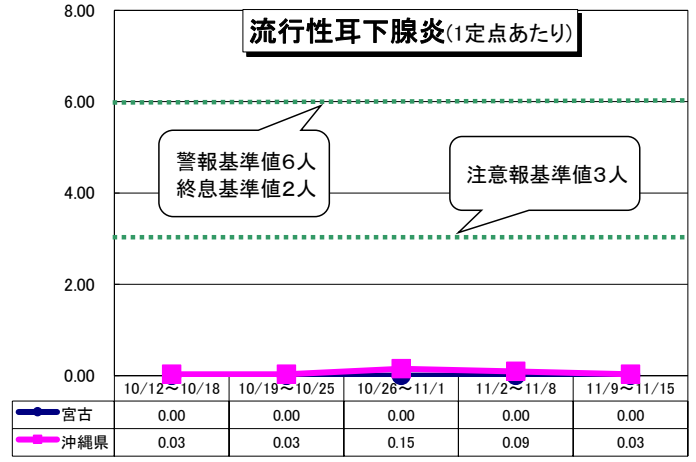 流行性耳下腺炎(1定点あたり)
8.00
6.00
警報基準値6人
終息基準値2人
注意報基準値3人
4.00
2.00
0.00
10/12～10/18 10/19～10/25 10/26～11/1 11/2～11/8 11/9～11/15
宮古 0.00 0.00 0.00 0.00 0.00
沖縄県 0.03 0.03 0.15 0.09 0.03